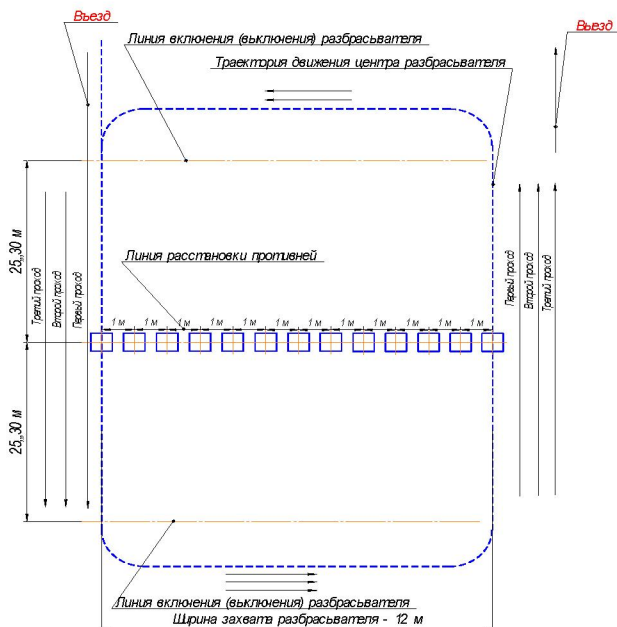 Въезд
Линия включения (выключения) разбрасывателя
Выезд
Траектория движения центра разбрасывателя
25...30 м
Третий проход
Второй проход
Первый проход
Линия расстановки противней
Первый проход
Второй проход
Третий проход
1 м 1 м 1 м 1 м 1 м 1 м 1 м 1 м 1 м 1 м 1 м 1 м
25...30 м
Линия включения (выключения) разбрасывателя
Ширина захвата разбрасывателя - 12 м